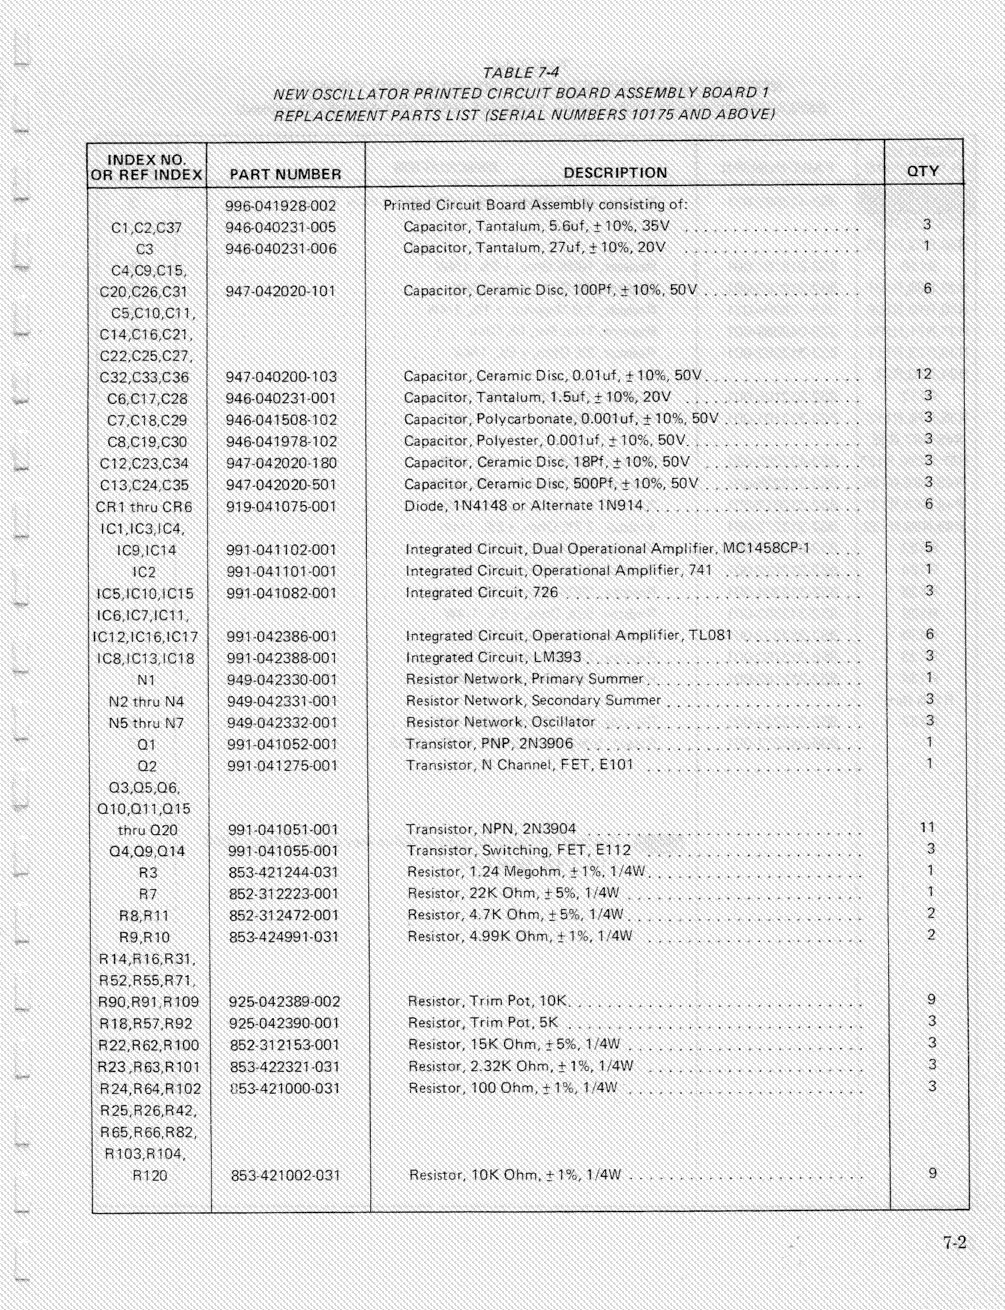 TABLE 7-4
NEW OSCILLATOR PRINTED CIRCUIT BOARD ASSEMBLY BOARD 1
REPLACEMENT PARTS LIST (SERIAL NUMBERS 10175 AND ABOVE)
INDEX NO.
OR REF INDEX PART NUMBER DESCRIPTION QTY
996-041928-002 Printed Circuit Board Assembly consisting of:
C1,C2,C37 946-040231-005 Capacitor, Tantalum, 5.6uf, ± 10%, 35V 3
C3 946-040231-006 Capacitor, Tantalum, 27uf, ± 10%, 20V 1
C4,C9,C15,
C20,C26,C31 947-042020-101 Capacitor, Ceramic Disc, 100Pf, ± 10%, 50V 6
C5,C10,C11,
C14,C16,C21,
C22,C25,C27,
C32,C33,C36 947-040200-103 Capacitor, Ceramic Disc, 0.01uf, ± 10%, 50V 12
C6,C17,C28 946-040231-001 Capacitor, Tantalum, 1.5uf, ± 10%, 20V 3
C7,C18,C29 946-041508-102 Capacitor, Polycarbonate, 0.001uf, ± 10%, 50V 3
C8,C19,C30 946-041978-102 Capacitor, Polyester, 0.001uf, ± 10%, 50V 3
C12,C23,C34 947-042020-180 Capacitor, Ceramic Disc, 18Pf, ± 10%, 50V 3
C13,C24,C35 947-042020-501 Capacitor, Ceramic Disc, 500Pf, ± 10%, 50V 3
CR1 thru CR6 919-041075-001 Diode, 1N4148 or Alternate 1N914 6
IC1,IC3,IC4,
IC9,IC14 991-041102-001 Integrated Circuit, Dual Operational Amplifier, MC1458CP-1 5
IC2 991-041101-001 Integrated Circuit, Operational Amplifier, 741 1
IC5,IC10,IC15 991-041082-001 Integrated Circuit, 726 3
IC6,IC7,IC11,
IC12,IC16,IC17 991-042386-001 Integrated Circuit, Operational Amplifier, TL081 6
IC8,IC13,IC18 991-042388-001 Integrated Circuit, LM393 3
N1 949-042330-001 Resistor Network, Primary Summer 1
N2 thru N4 949-042331-001 Resistor Network, Secondary Summer 3
N5 thru N7 949-042332-001 Resistor Network, Oscillator 3
Q1 991-041052-001 Transistor, PNP, 2N3906 1
Q2 991-041275-001 Transistor, N Channel, FET, E101 1
Q3,Q5,Q6,
Q10,Q11,Q15
thru Q20 991-041051-001 Transistor, NPN, 2N3904 11
Q4,Q9,Q14 991-041055-001 Transistor, Switching, FET, E112 3
R3 853-421244-031 Resistor, 1.24 Megohm, ± 1%, 1/4W 1
R7 852-312223-001 Resistor, 22K Ohm, ± 5%, 1/4W 1
R8,R11 852-312472-001 Resistor, 4.7K Ohm, ± 5%, 1/4W 2
R9,R10 853-424991-031 Resistor, 4.99K Ohm, ± 1%, 1/4W 2
R14,R16,R31,
R52,R55,R71,
R90,R91,R109 925-042389-002 Resistor, Trim Pot, 10K 9
R18,R57,R92 925-042390-001 Resistor, Trim Pot, 5K 3
R22,R62,R100 852-312153-001 Resistor, 15K Ohm, ± 5%, 1/4W 3
R23,R63,R101 853-422321-031 Resistor, 2.32K Ohm, ± 1%, 1/4W 3
R24,R64,R102 853-421000-031 Resistor, 100 Ohm, ± 1%, 1/4W 3
R25,R26,R42,
R65,R66,R82,
R103,R104,
R120 853-421002-031 Resistor, 10K Ohm, ± 1%, 1/4W 9
7-2